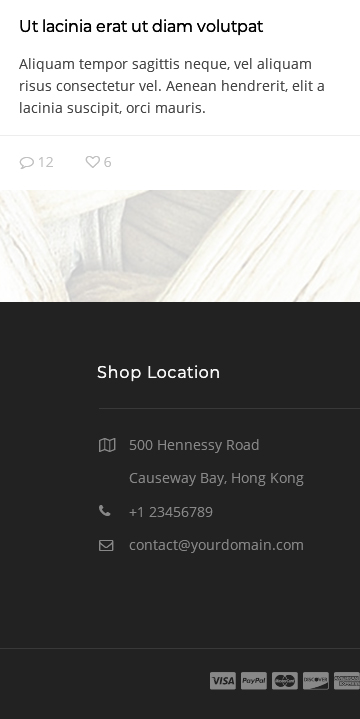 Ut lacinia erat ut diam volutpat
Aliquam tempor sagittis neque, vel aliquam
risus consectetur vel. Aenean hendrerit, elit a
lacinia suscipit, orci mauris.
12 6
Shop Location
500 Hennessy Road
Causeway Bay, Hong Kong
+1 23456789
contact@yourdomain.com
VISA PayPal MasterCard DISCOVER